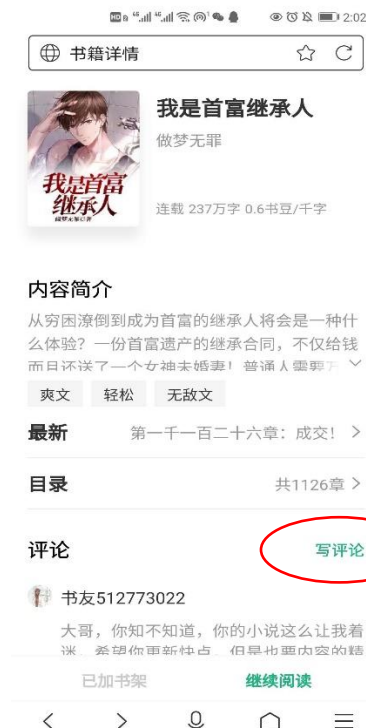 2:02
书籍详情
我是首富继承人
做梦无罪
我是首富
继承人
连载 237万字 0.6书豆/千字
内容简介
从穷困潦倒到成为首富的继承人将会是一种什
么体验？一份首富遗产的继承合同，不仅给钱
而且还送了一个女神未婚妻！普通人需要
爽文 轻松 无敌文
最新 第一千一百二十六章：成交！
目录 共1126章
评论 写评论
书友512773022
大哥，你知不知道，你的小说这么让我着
迷，希望你更新快点，但是也要内容的精
已加书架 继续阅读